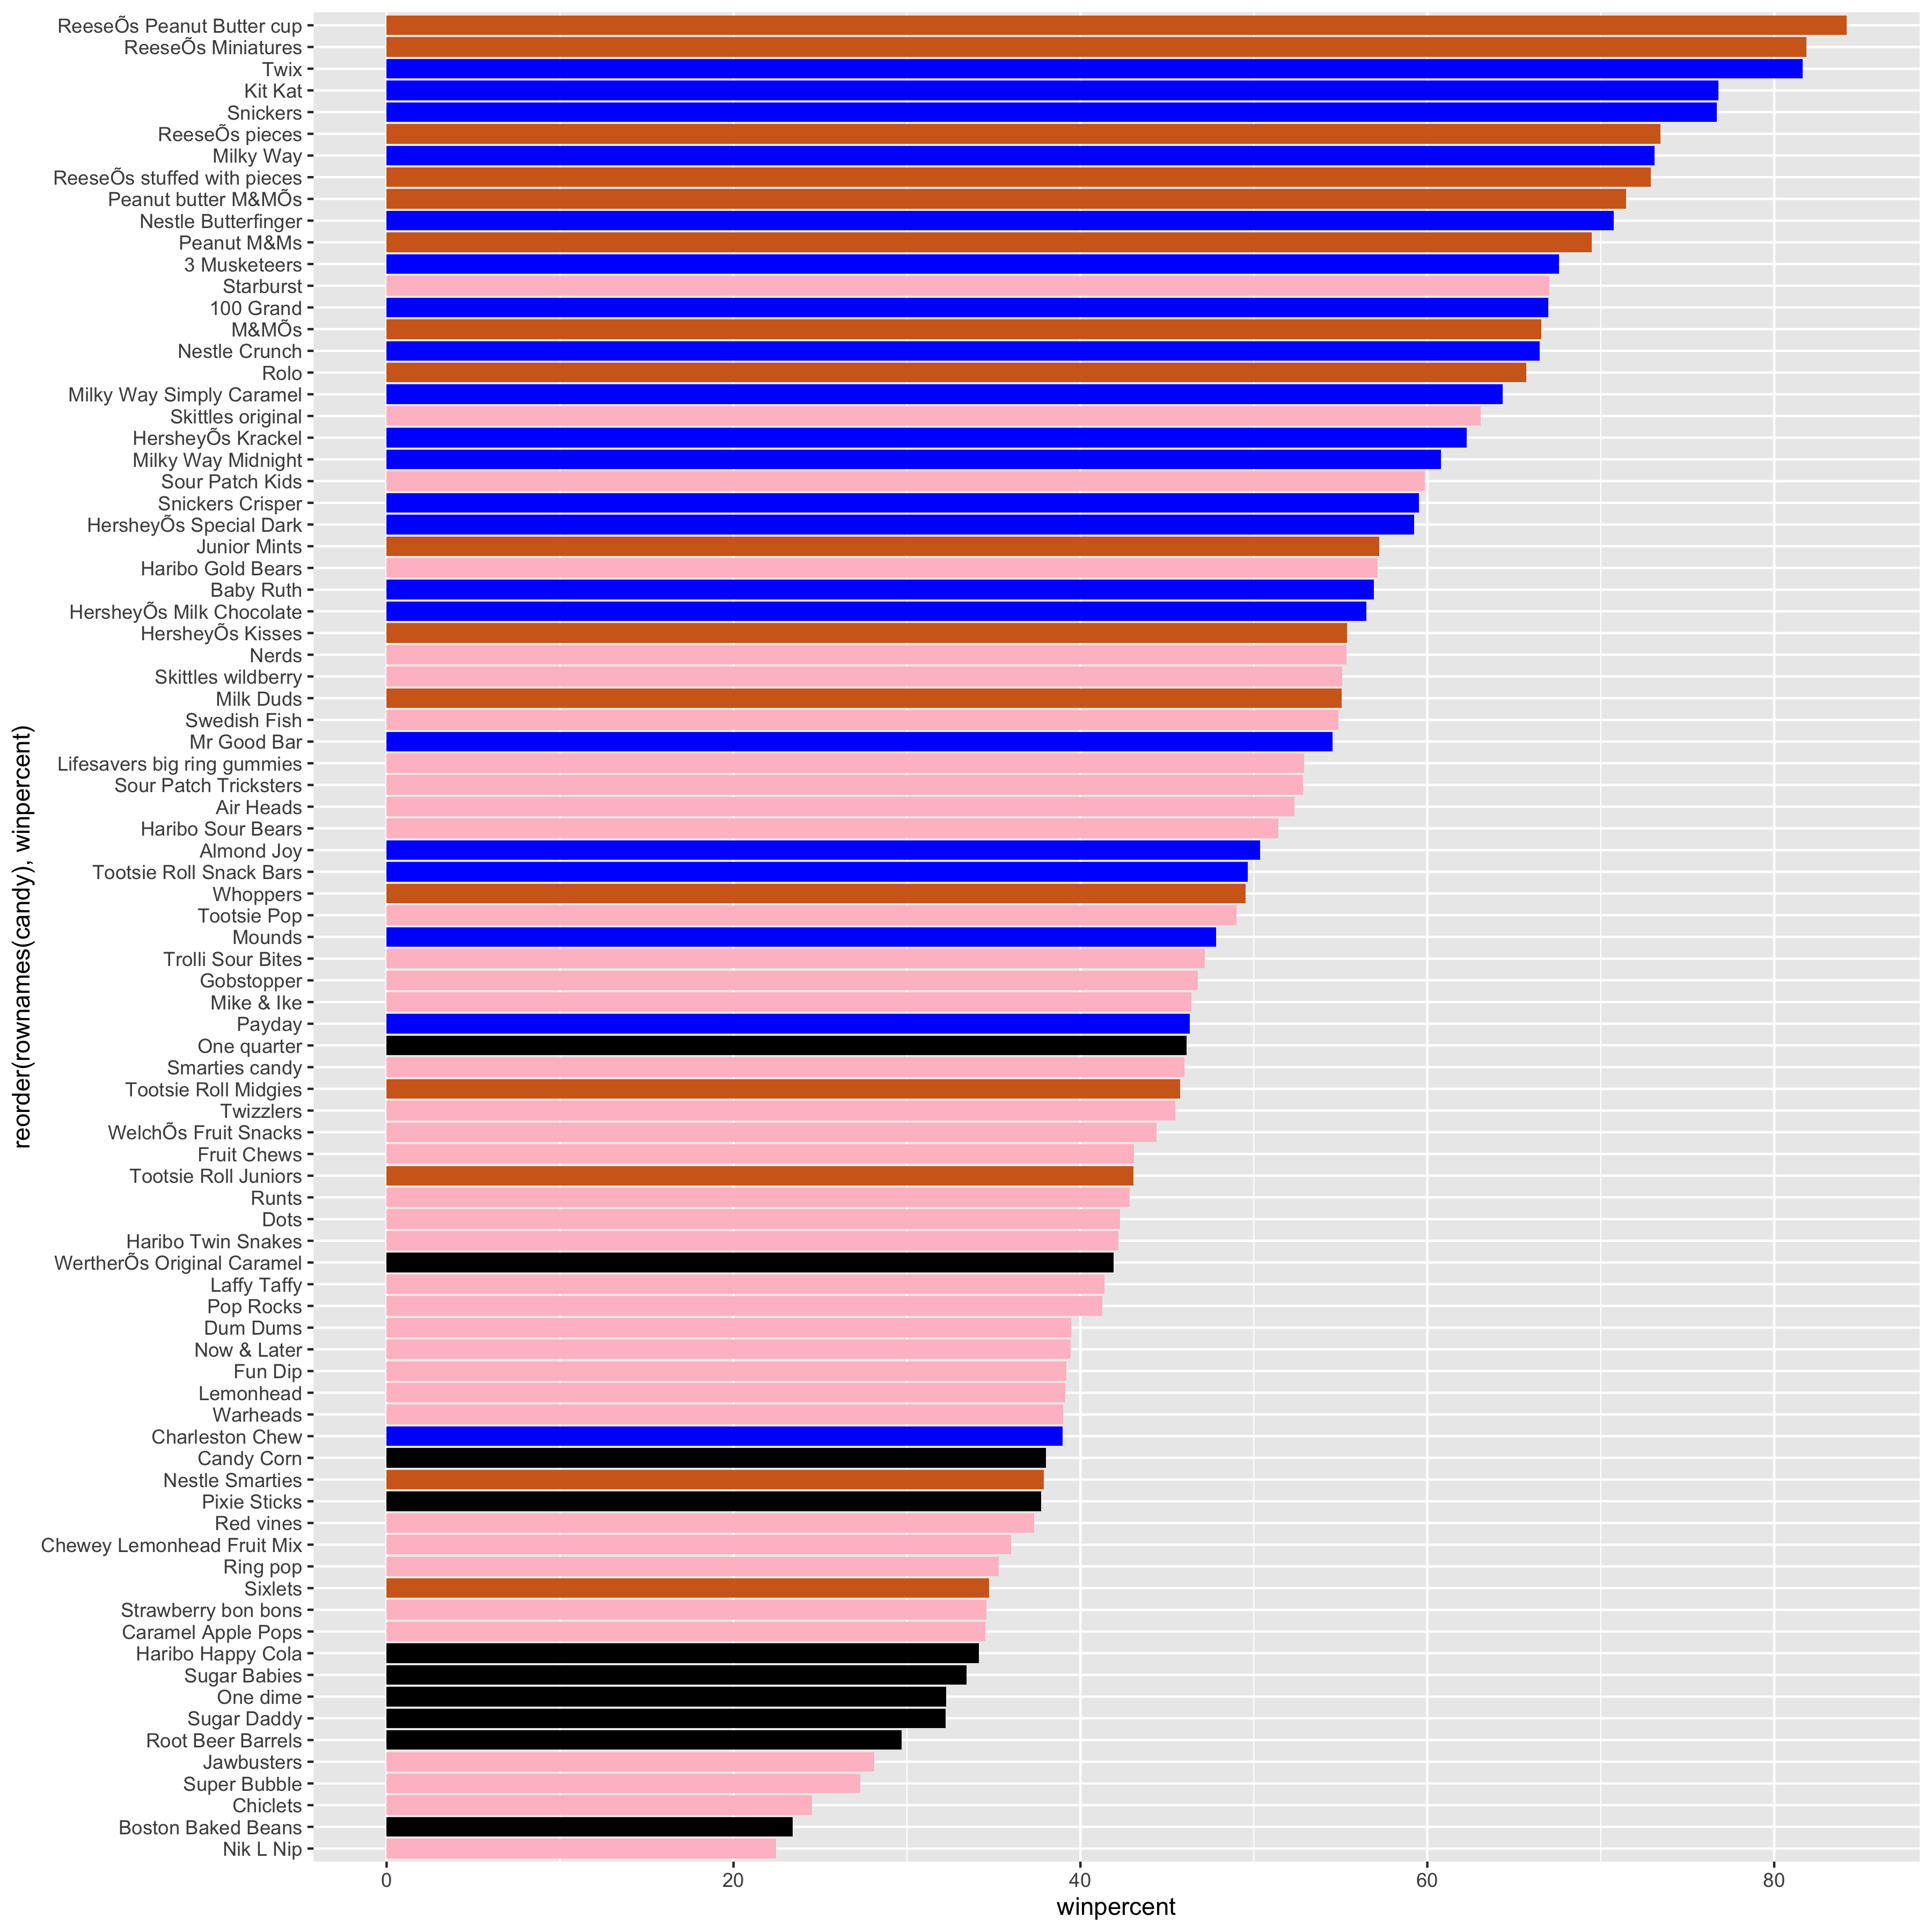 ReeseÕs Peanut Butter cup
ReeseÕs Miniatures
Twix
Kit Kat
Snickers
ReeseÕs pieces
Milky Way
ReeseÕs stuffed with pieces
Peanut butter M&MÕs
Nestle Butterfinger
Peanut M&Ms
3 Musketeers
Starburst
100 Grand
M&MÕs
Nestle Crunch
Rolo
Milky Way Simply Caramel
Skittles original
HersheyÕs Krackel
Milky Way Midnight
Sour Patch Kids
Snickers Crisper
HersheyÕs Special Dark
Junior Mints
Haribo Gold Bears
Baby Ruth
HersheyÕs Milk Chocolate
HersheyÕs Kisses
Nerds
Skittles wildberry
Milk Duds
Swedish Fish
Mr Good Bar
Lifesavers big ring gummies
Sour Patch Tricksters
Air Heads
Haribo Sour Bears
Almond Joy
Tootsie Roll Snack Bars
Whoppers
Tootsie Pop
Mounds
Trolli Sour Bites
Gobstopper
Mike & Ike
Payday
One quarter
Smarties candy
Tootsie Roll Midgies
Twizzlers
WelchÕs Fruit Snacks
Fruit Chews
Tootsie Roll Juniors
Runts
Dots
Haribo Twin Snakes
WertherÕs Original Caramel
Laffy Taffy
Pop Rocks
Dum Dums
Now & Later
Fun Dip
Lemonhead
Warheads
Charleston Chew
Candy Corn
Nestle Smarties
Pixie Sticks
Red vines
Chewey Lemonhead Fruit Mix
Ring pop
Sixlets
Strawberry bon bons
Caramel Apple Pops
Haribo Happy Cola
Sugar Babies
One dime
Sugar Daddy
Root Beer Barrels
Jawbusters
Super Bubble
Chiclets
Boston Baked Beans
Nik L Nip
reorder(rownames(candy), winpercent)
0 20 40 60 80
winpercent